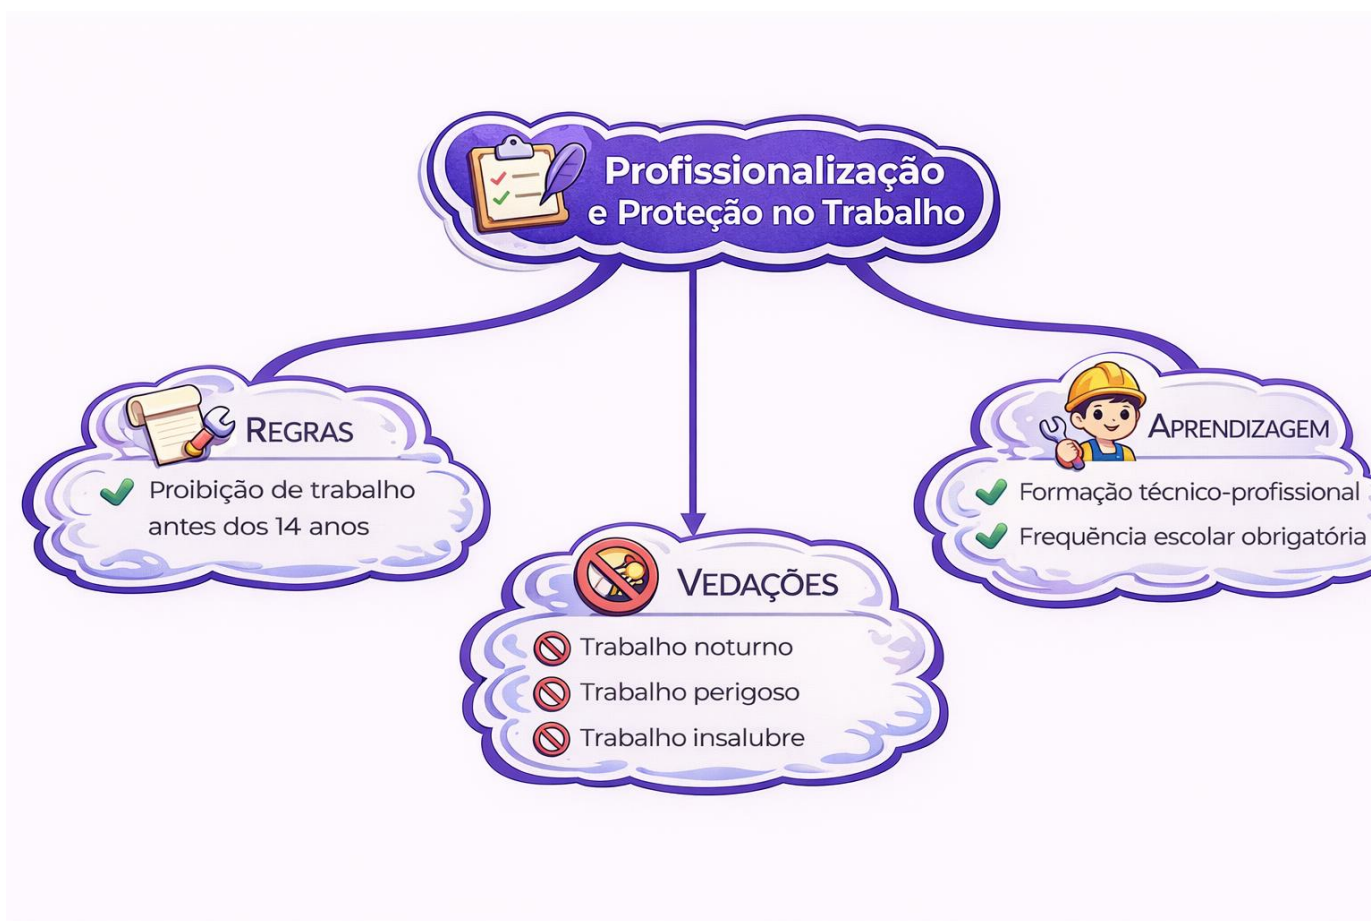 Profissionalização
e Proteção no Trabalho
REGRAS
Proibição de trabalho
antes dos 14 anos
VEDAÇÕES
Trabalho noturno
Trabalho perigoso
Trabalho insalubre
APRENDIZAGEM
Formação técnico-profissional
Frequência escolar obrigatória